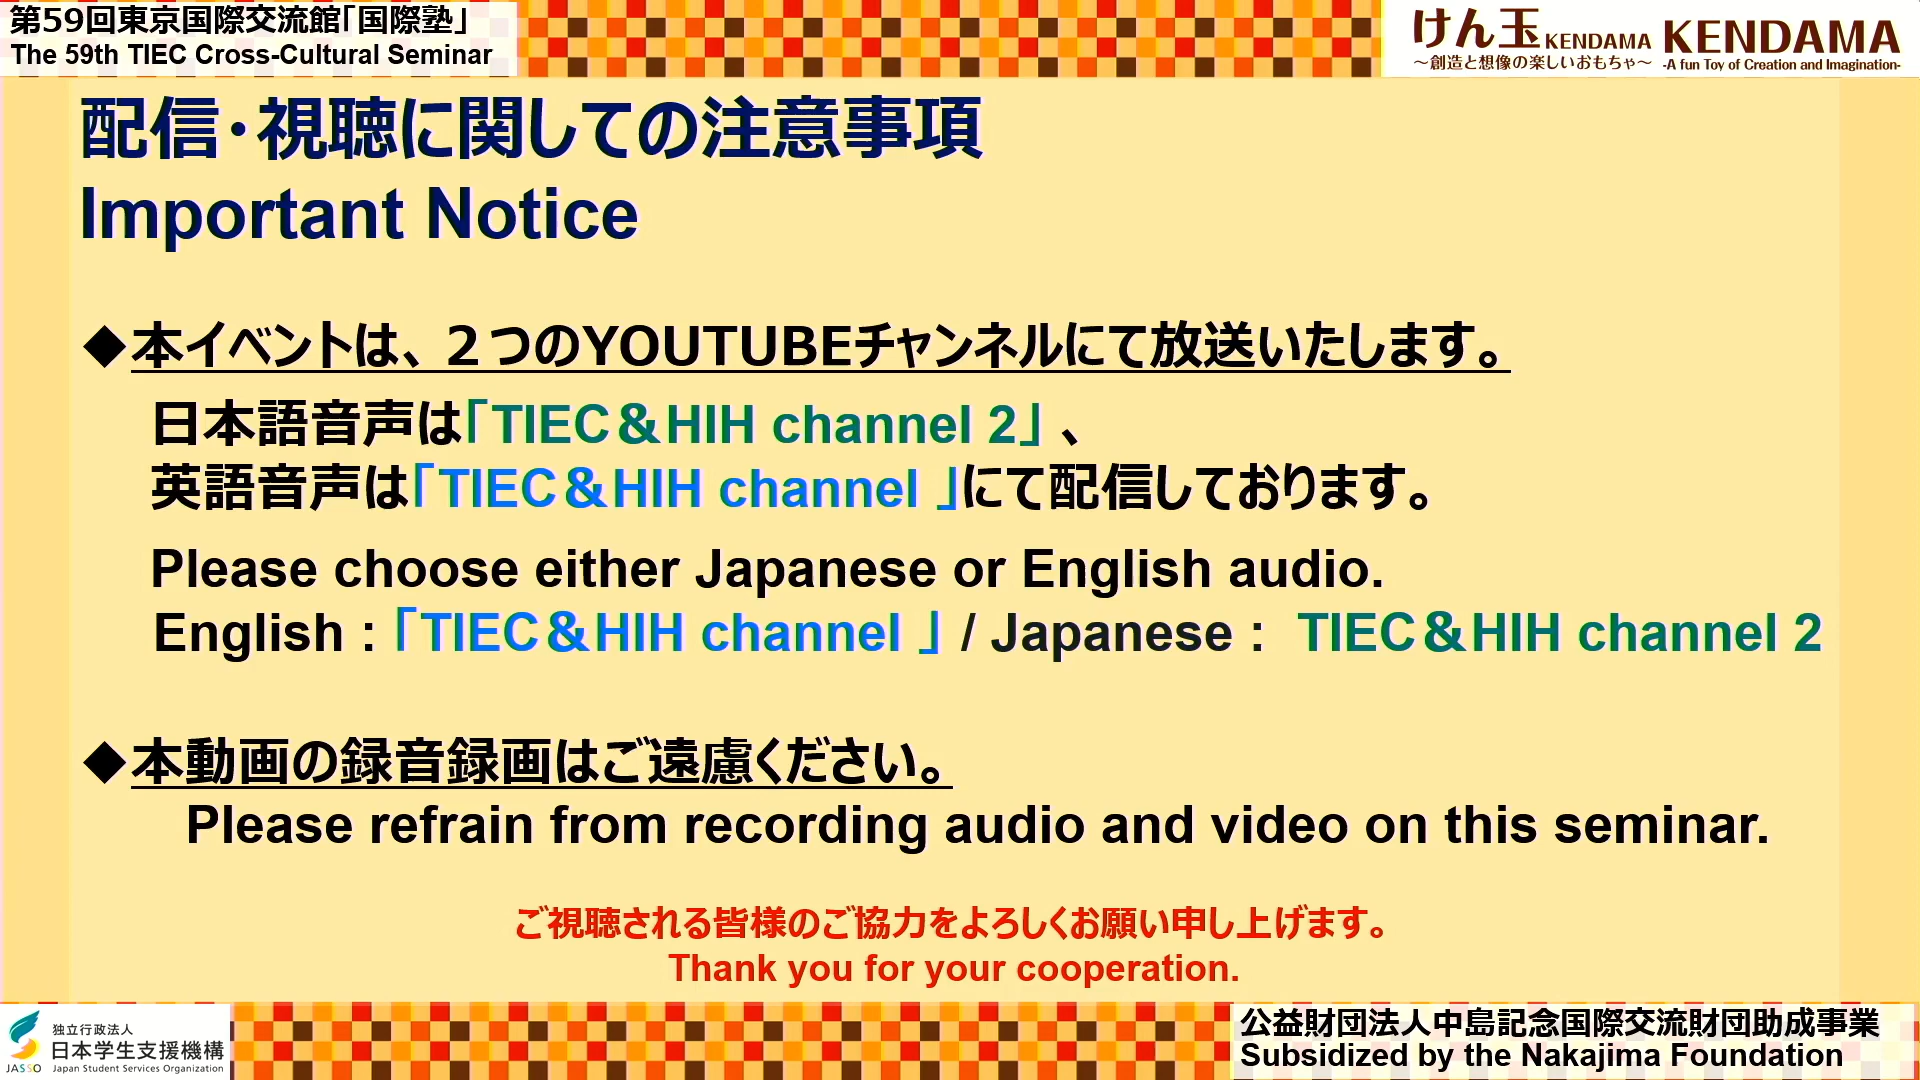 第59回東京国際交流館｢国際塾｣
The 59th TIEC Cross-Cultural Seminar
けん玉 KENDAMA
～創造と想像の楽しいおもちゃ～
KENDAMA
-A fun Toy of Creation and Imagination-
配信・視聴に関しての注意事項
Important Notice
◆本イベントは、２つのYOUTUBEチャンネルにて放送いたします。
日本語音声は｢TIEC＆HIH channel 2｣ 、
英語音声は｢TIEC＆HIH channel ｣にて配信しております。
Please choose either Japanese or English audio.
English : ｢TIEC＆HIH channel ｣ / Japanese : TIEC＆HIH channel 2
◆本動画の録音録画はご遠慮ください。
Please refrain from recording audio and video on this seminar.
ご視聴される皆様のご協力をよろしくお願い申し上げます。
Thank you for your cooperation.
JASSO
独立行政法人
日本学生支援機構
Japan Student Services Organization
公益財団法人中島記念国際交流財団助成事業
Subsidized by the Nakajima Foundation